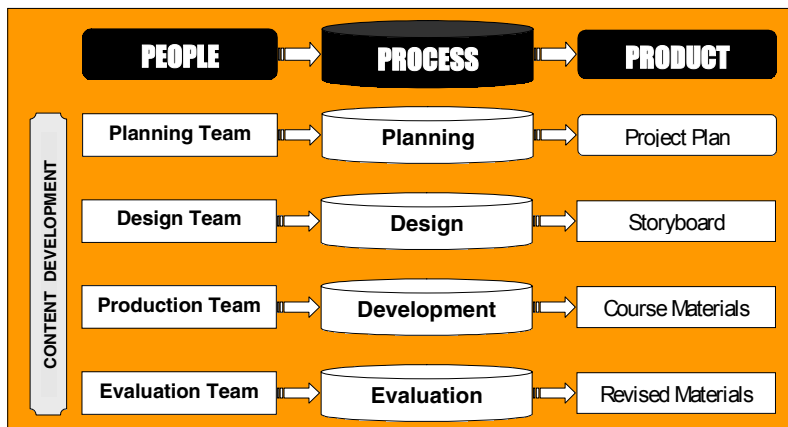 PEOPLE PROCESS PRODUCT
CONTENT DEVELOPMENT
Planning Team Planning Project Plan
Design Team Design Storyboard
Production Team Development Course Materials
Evaluation Team Evaluation Revised Materials